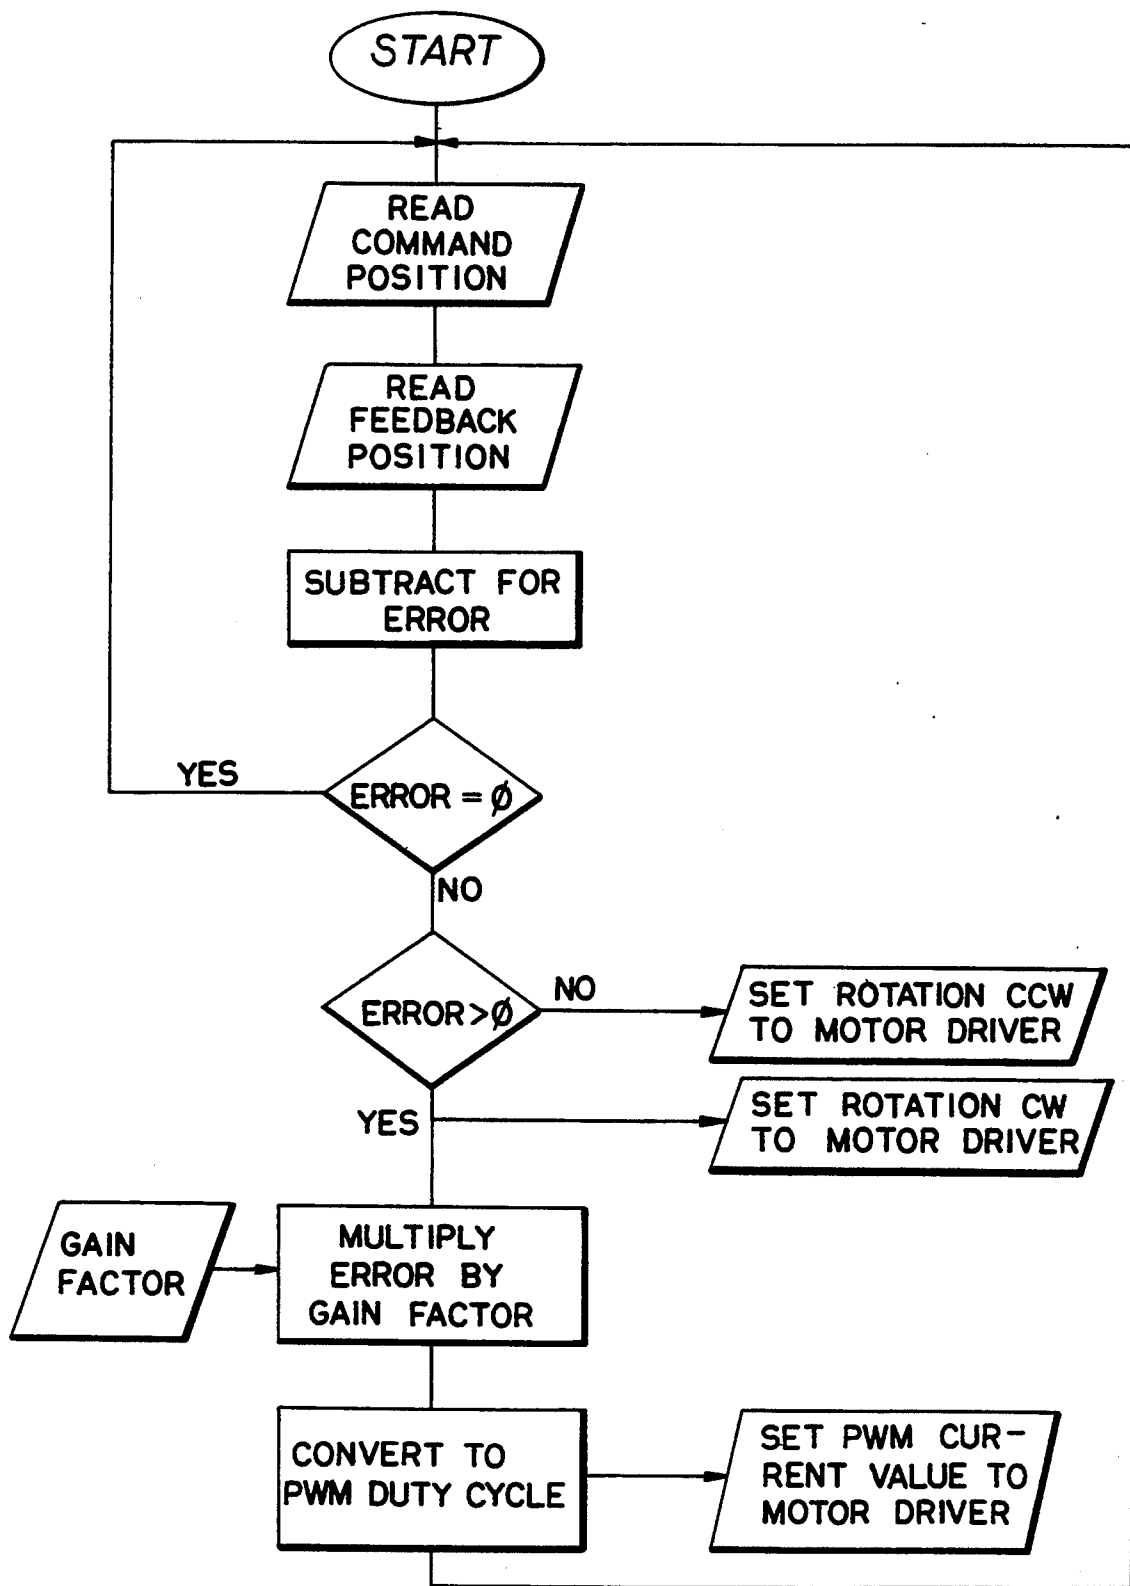 START
READ
COMMAND
POSITION
READ
FEEDBACK
POSITION
SUBTRACT FOR
ERROR
YES
ERROR = Ø
NO
ERROR > Ø
NO
SET ROTATION CCW
TO MOTOR DRIVER
YES
SET ROTATION CW
TO MOTOR DRIVER
GAIN
FACTOR
MULTIPLY
ERROR BY
GAIN FACTOR
CONVERT TO
PWM DUTY CYCLE
SET PWM CUR-
RENT VALUE TO
MOTOR DRIVER